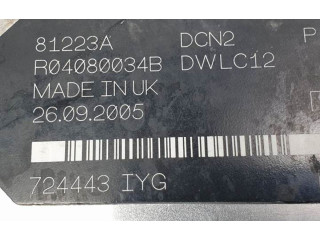 81223A DCN2 P
R04080034B DWLC12
MADE IN UK
26.09.2005
724443 IYG